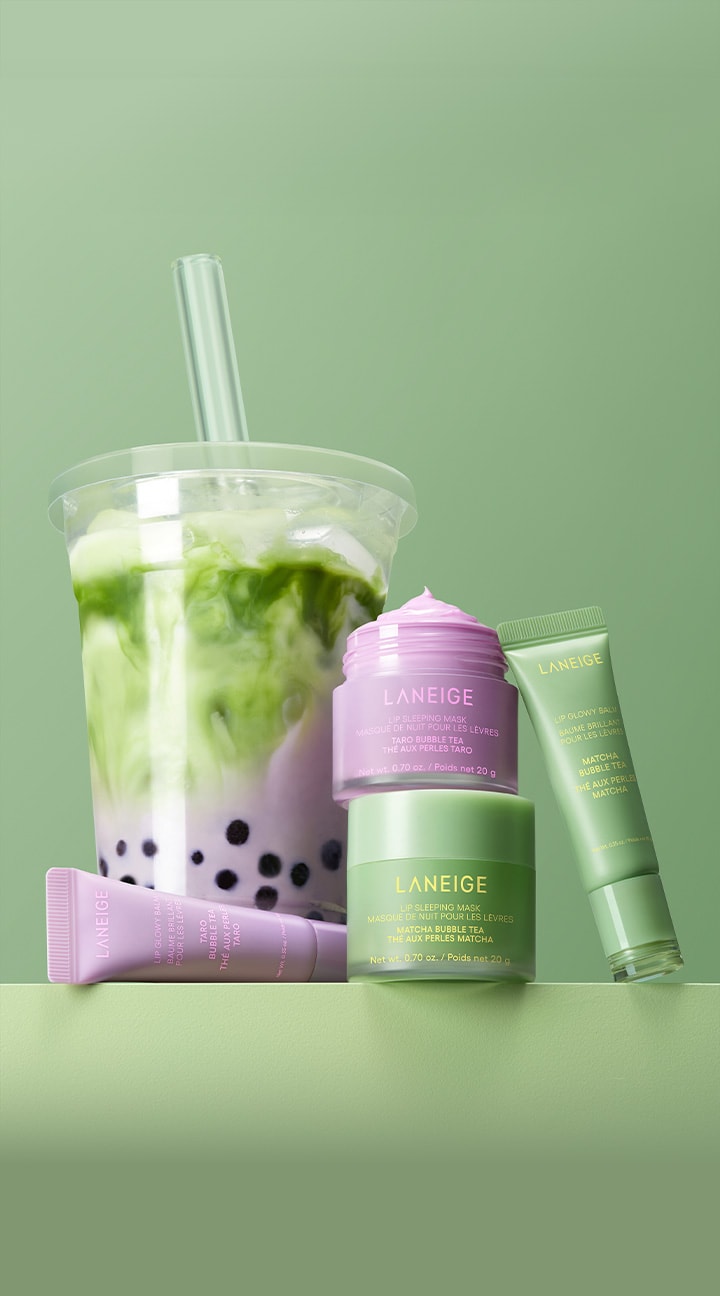 LANEIGE
LIP SLEEPING MASK
MASQUE DE NUIT POUR LES LÈVRES
TARO BUBBLE TEA
THÉ AUX PERLES TARO
Net wt. 0.70 oz. / Poids net 20 g
LANEIGE
LIP GLOWY BALM
BAUME BRILLANT
POUR LES LÈVRES
MATCHA
BUBBLE TEA
THÉ AUX PERLES
MATCHA
LANEIGE
LIP SLEEPING MASK
MASQUE DE NUIT POUR LES LÈVRES
MATCHA BUBBLE TEA
THÉ AUX PERLES MATCHA
Net wt. 0.70 oz. / Poids net 20 g
LANEIGE
LIP GLOWY BALM
BAUME BRILLANT
POUR LES LÈVRES
TARO
BUBBLE TEA
THÉ AUX PERLES
TARO